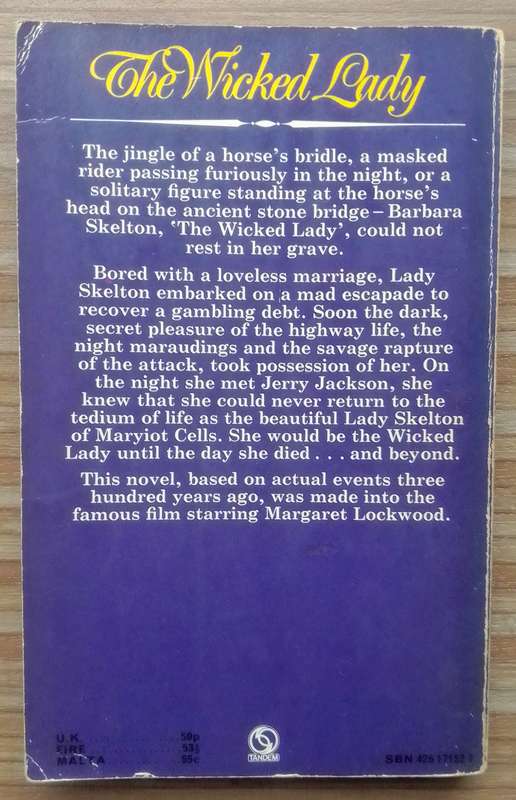 The Wicked Lady
The jingle of a horse's bridle, a masked
rider passing furiously in the night, or a
solitary figure standing at the horse's
head on the ancient stone bridge – Barbara
Skelton, ‘The Wicked Lady’, could not
rest in her grave.
Bored with a loveless marriage, Lady
Skelton embarked on a mad escapade to
recover a gambling debt. Soon the dark,
secret pleasure of the highway life, the
night maraudings and the savage rapture
of the attack, took possession of her. On
the night she met Jerry Jackson, she
knew that she could never return to the
tedium of life as the beautiful Lady Skelton
of Maryiot Cells. She would be the Wicked
Lady until the day she died . . . and beyond.
This novel, based on actual events three
hundred years ago, was made into the
famous film starring Margaret Lockwood.
U.K. 50p
EIRE 53½
MALTA 55c
TANDEM
SBN 426